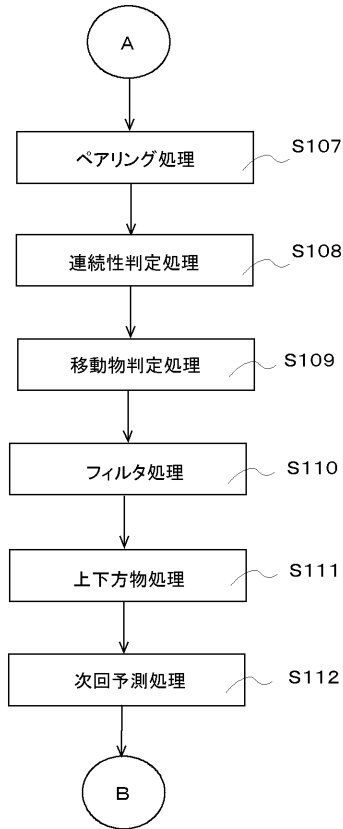 A
ペアリング処理
S107
連続性判定処理
S108
移動物判定処理
S109
フィルタ処理
S110
上下方物処理
S111
次回予測処理
S112
B